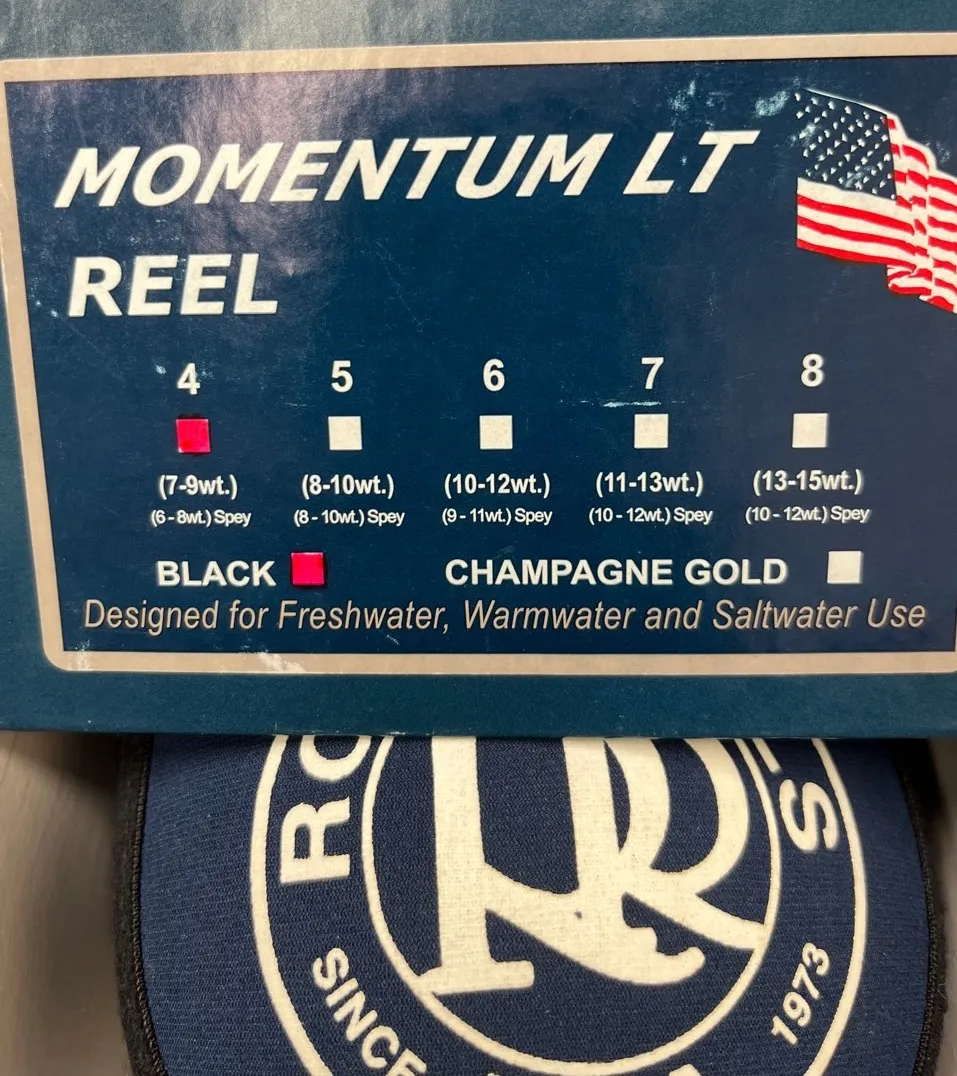 MOMENTUM LT
REEL
4 5 6 7 8
(7-9wt.) (8-10wt.) (10-12wt.) (11-13wt.) (13-15wt.)
(6 - 8wt.) Spey (8 - 10wt.) Spey (9 - 11wt.) Spey (10 - 12wt.) Spey (10 - 12wt.) Spey
BLACK CHAMPAGNE GOLD
Designed for Freshwater, Warmwater and Saltwater Use
R
SINCE 1973